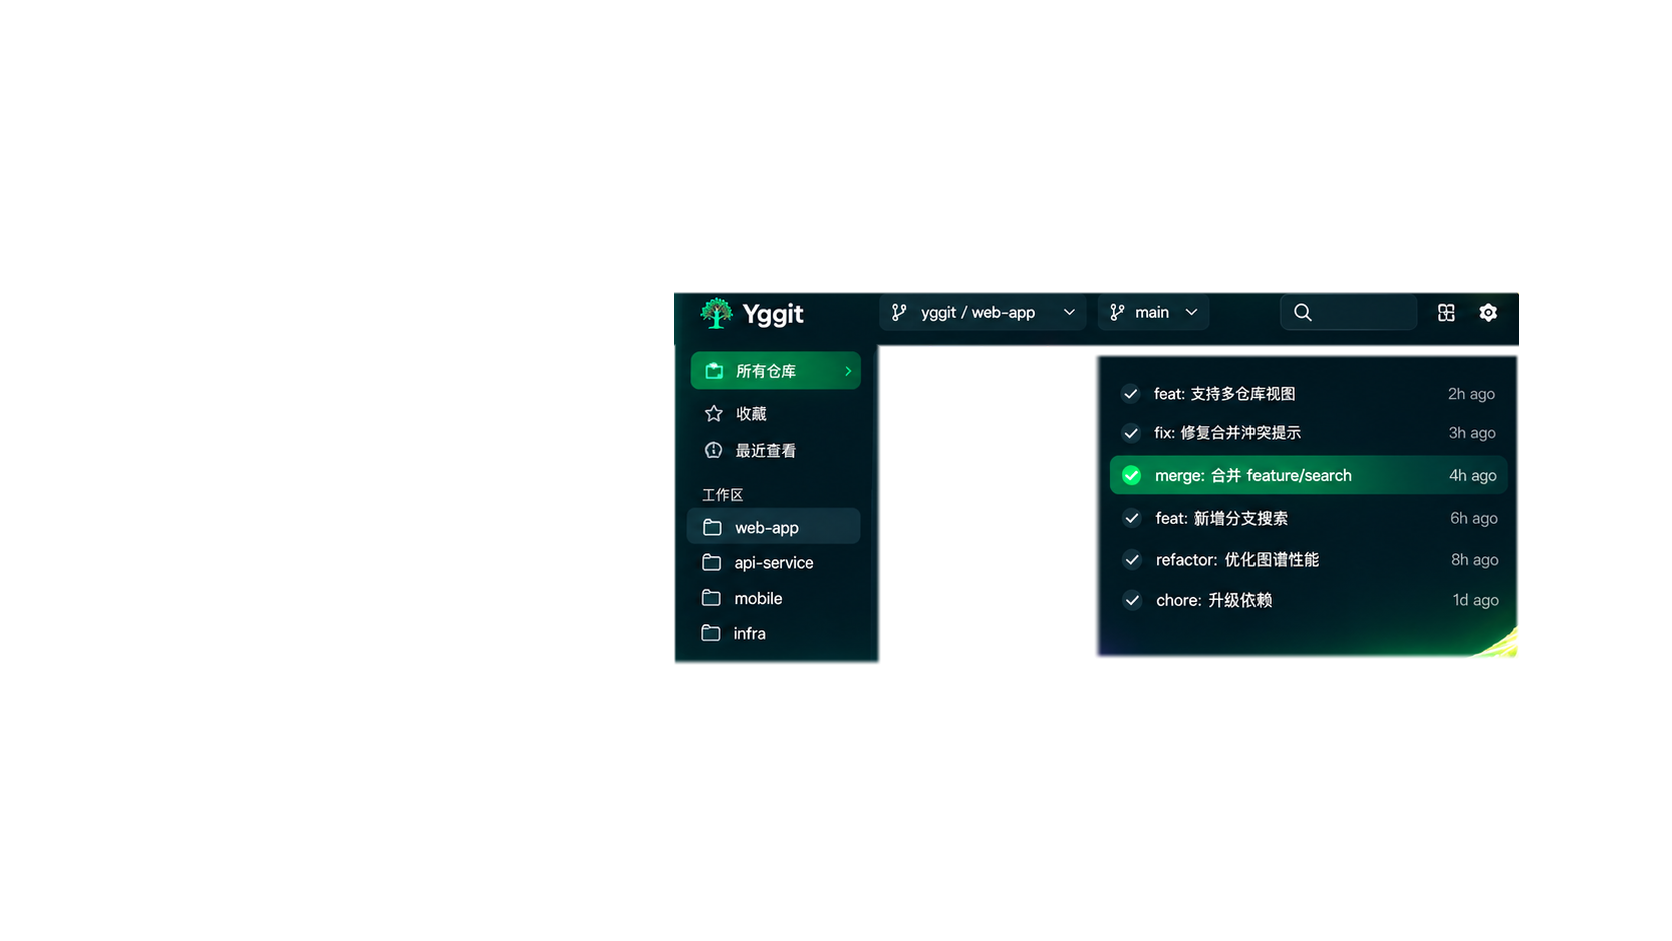 Yggit
yggit / web-app
main
所有仓库
收藏
最近查看
工作区
web-app
api-service
mobile
infra
feat: 支持多仓库视图 2h ago
fix: 修复合并冲突提示 3h ago
merge: 合并 feature/search 4h ago
feat: 新增分支搜索 6h ago
refactor: 优化图谱性能 8h ago
chore: 升级依赖 1d ago